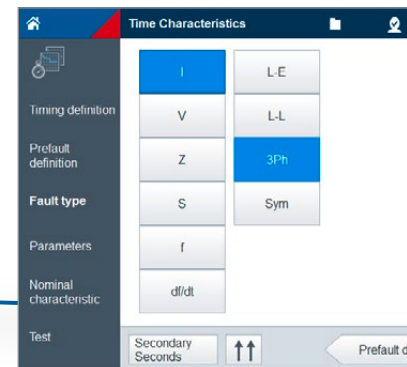 Time Characteristics
Timing definition
Prefault
definition
Fault type
Parameters
Nominal
characteristic
Test
I
L-E
V
L-L
Z
3Ph
S
Sym
f
df/dt
Secondary
Seconds
Prefault d